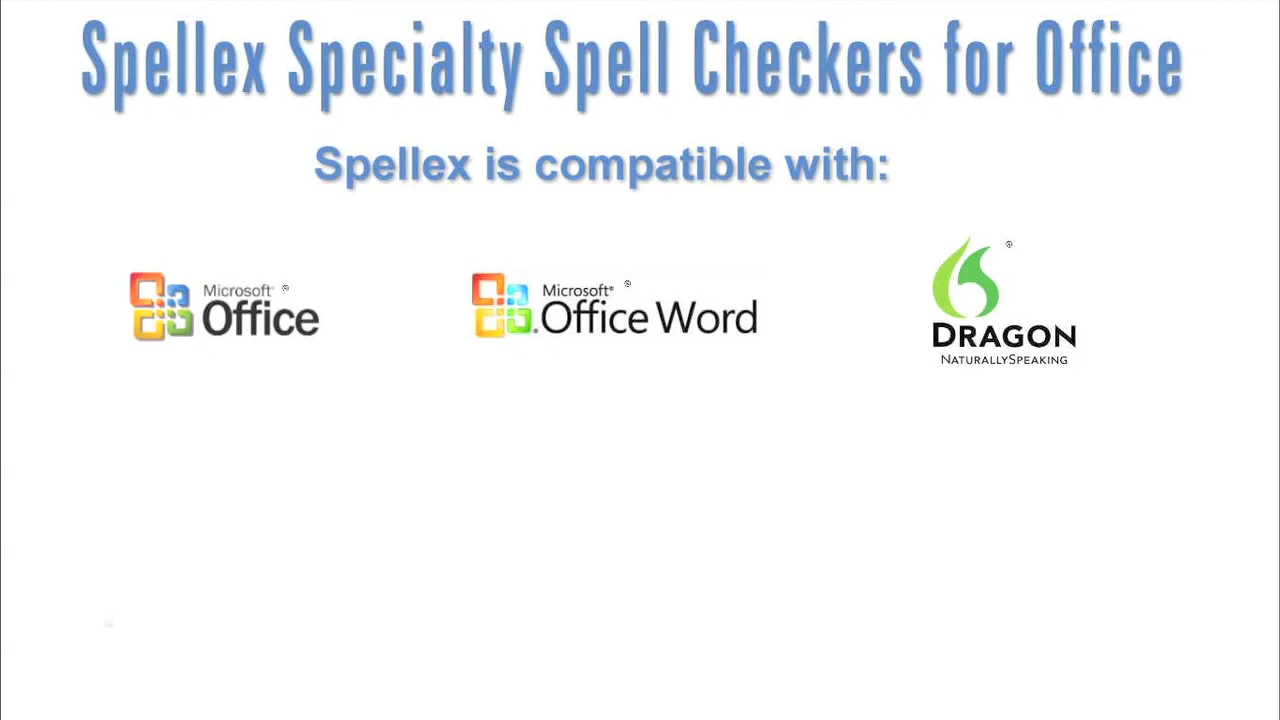 Spellex Specialty Spell Checkers for Office
Spellex is compatible with:
Microsoft® ®
Office
Microsoft® ®
Office Word
®
DRAGON
NATURALLYSPEAKING